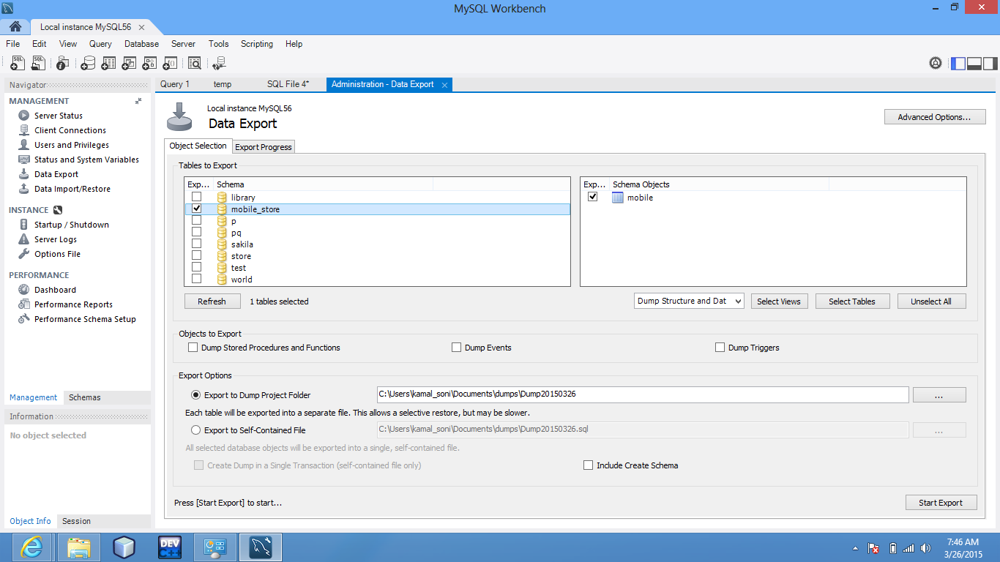 MySQL Workbench
Local instance MySQL56
File Edit View Query Database Server Tools Scripting Help
Navigator
MANAGEMENT
Server Status
Client Connections
Users and Privileges
Status and System Variables
Data Export
Data Import/Restore
INSTANCE
Startup / Shutdown
Server Logs
Options File
PERFORMANCE
Dashboard
Performance Reports
Performance Schema Setup
Management Schemas
Information
No object selected
Object Info Session
Query 1 temp SQL File 4* Administration - Data Export
Local instance MySQL56
Data Export
Advanced Options...
Object Selection Export Progress
Tables to Export
Exp... Schema
library
mobile_store
p
pq
sakila
store
test
world
Exp... Schema Objects
mobile
Refresh 1 tables selected Dump Structure and Dat Select Views Select Tables Unselect All
Objects to Export
Dump Stored Procedures and Functions Dump Events Dump Triggers
Export Options
Export to Dump Project Folder C:\Users\kamal_soni\Documents\dumps\Dump20150326 ...
Each table will be exported into a separate file. This allows a selective restore, but may be slower.
Export to Self-Contained File C:\Users\kamal_soni\Documents\dumps\Dump20150326.sql ...
All selected database objects will be exported into a single, self-contained file.
Create Dump in a Single Transaction (self-contained file only) Include Create Schema
Press [Start Export] to start... Start Export
DEV
C++
7:46 AM
3/26/2015